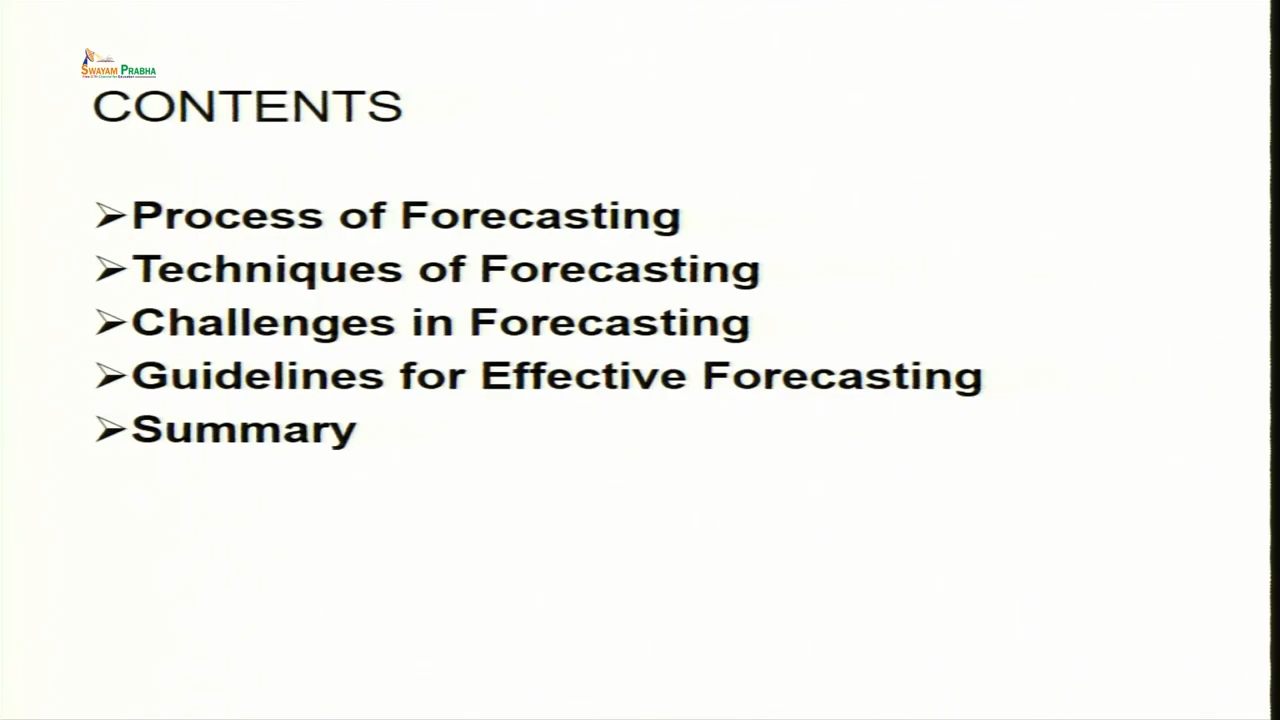 SWAYAM PRABHA
CONTENTS
➢Process of Forecasting
➢Techniques of Forecasting
➢Challenges in Forecasting
➢Guidelines for Effective Forecasting
➢Summary